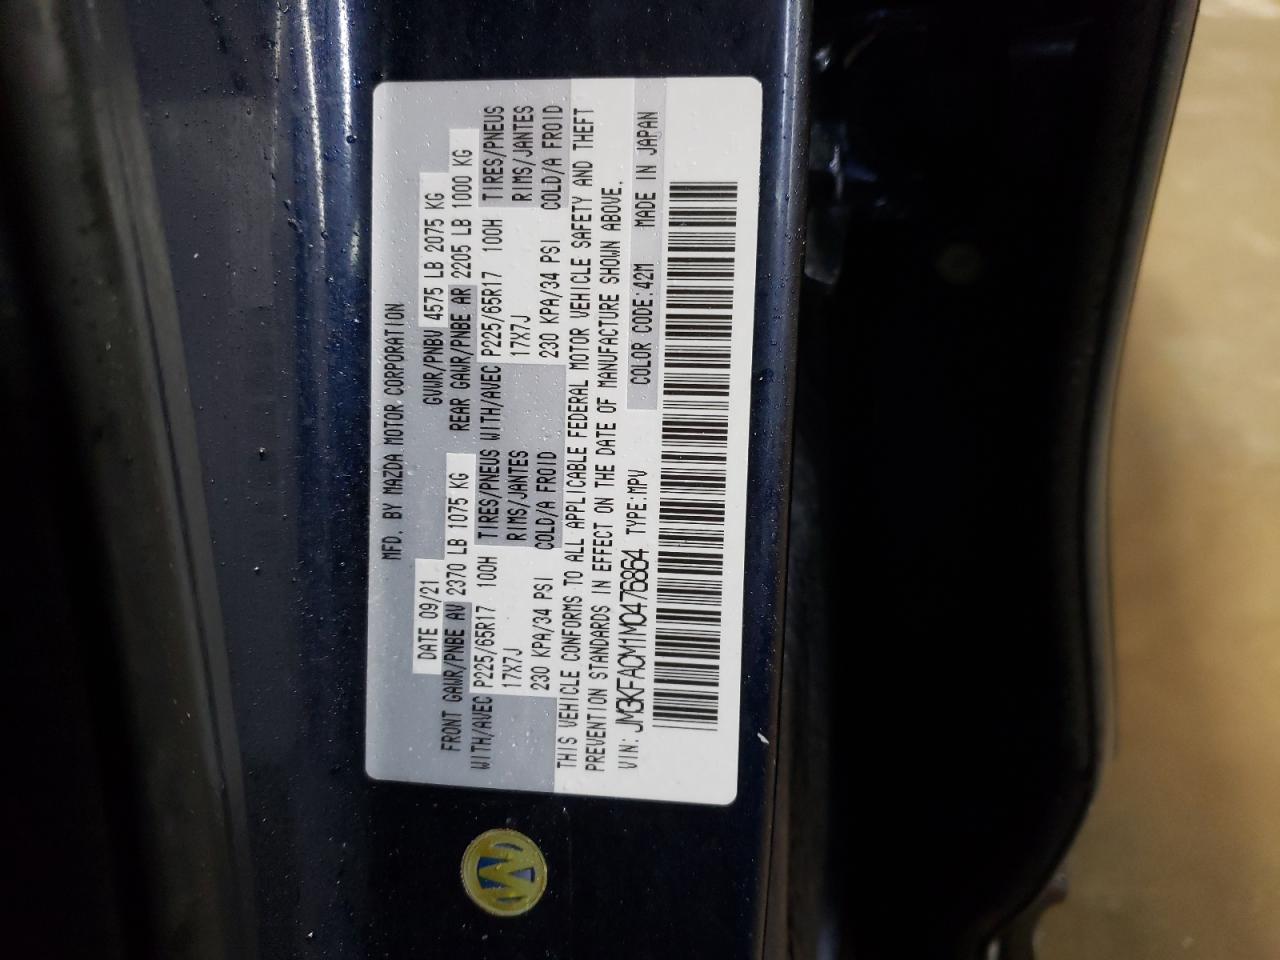 MFD. BY MAZDA MOTOR CORPORATION
DATE 09/21 GVWR/PNBV 4575 LB 2075 KG
FRONT GAWR/PNBE AV 2370 LB 1075 KG REAR GAWR/PNBE AR 2205 LB 1000 KG
WITH/AVEC P225/65R17 100H TIRES/PNEUS WITH/AVEC P225/65R17 100H TIRES/PNEUS
17X7J RIMS/JANTES 17X7J RIMS/JANTES
230 KPA/34 PSI COLD/A FROID 230 KPA/34 PSI COLD/A FROID
THIS VEHICLE CONFORMS TO ALL APPLICABLE FEDERAL MOTOR VEHICLE SAFETY AND THEFT
PREVENTION STANDARDS IN EFFECT ON THE DATE OF MANUFACTURE SHOWN ABOVE.
VIN: JM3KFACM1M0476864 TYPE:MPV COLOR CODE:42M MADE IN JAPAN
M